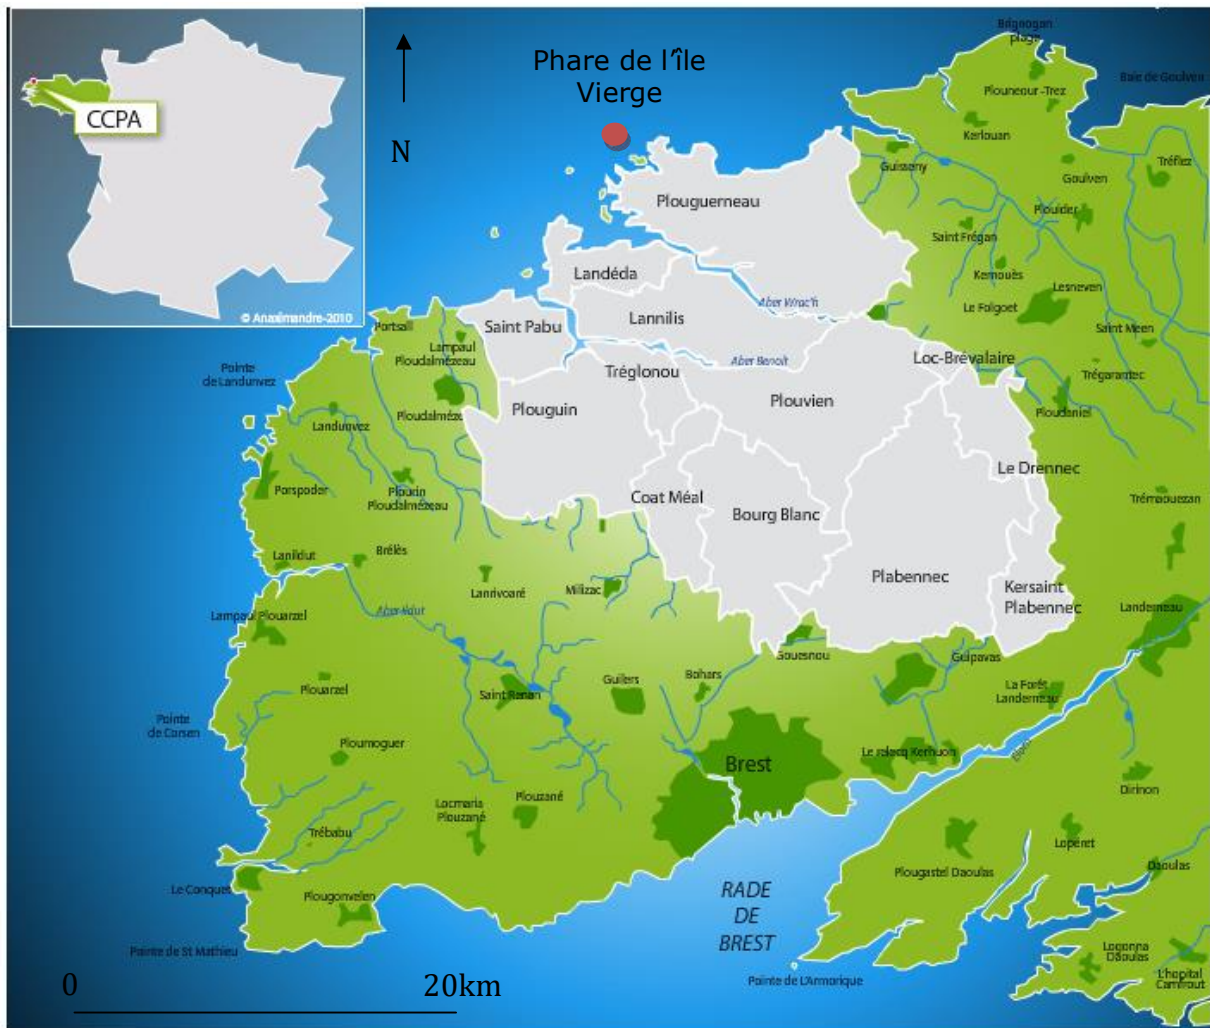 CCPA
© Anaximandre-2010
N
Phare de l'île
Vierge
Brignogan
plage
Plouneour -Trez
Baie de Goulven
Kerlouan
Guisseny
Goulven
Tréflez
Plouguerneau
Plouider
Saint Frégan
Kernouès
Lesneven
Le Folgoet
Saint Meen
Landéda
Aber Wrac'h
Lannilis
Saint Pabu
Portsall
Lampaul
Ploudalmézeau
Aber Benoît
Loc-Brévalaire
Trégarantec
Pointe
de Landunvez
Tréglonou
Plouvien
Plouguin
Ploudalméze
Ploudaniel
Landunvez
Le Drennec
Porspoder
Plourin
Ploudalmézeau
Coat Méal
Bourg Blanc
Trémaouezan
Lanildut
Brélès
Lanrivoaré
Milizac
Plabennec
Kersaint
Plabennec
Landerneau
Lampaul Plouarzel
Aber Ildut
Gouesnou
Guipavas
Plouarzel
Saint Renan
Guilers
Bohars
La Forêt
Landerneau
Pointe
de Corsen
Ploumoguer
Brest
Le relecq Kerhuon
Elorn
Dirinon
Locmaria
Plouzané
Plouzané
Trébabu
Loperet
Le Conquet
Plougonvelen
Plougastel Daoulas
Daoulas
RADE
DE
BREST
Pointe de St Mathieu
Pointe de L'Armorique
Logonna
Daoulas
L'hopital
Camfrout
0
20km